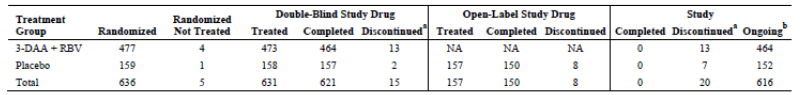 Treatment Group Randomized Randomized Not Treated Double-Blind Study Drug Open-Label Study Drug Study
Treated Completed Discontinued^a Treated Completed Discontinued Completed Discontinued^a Ongoing^b
3-DAA + RBV 477 4 473 464 13 NA NA NA 0 13 464
Placebo 159 1 158 157 2 157 150 8 0 7 152
Total 636 5 631 621 15 157 150 8 0 20 616